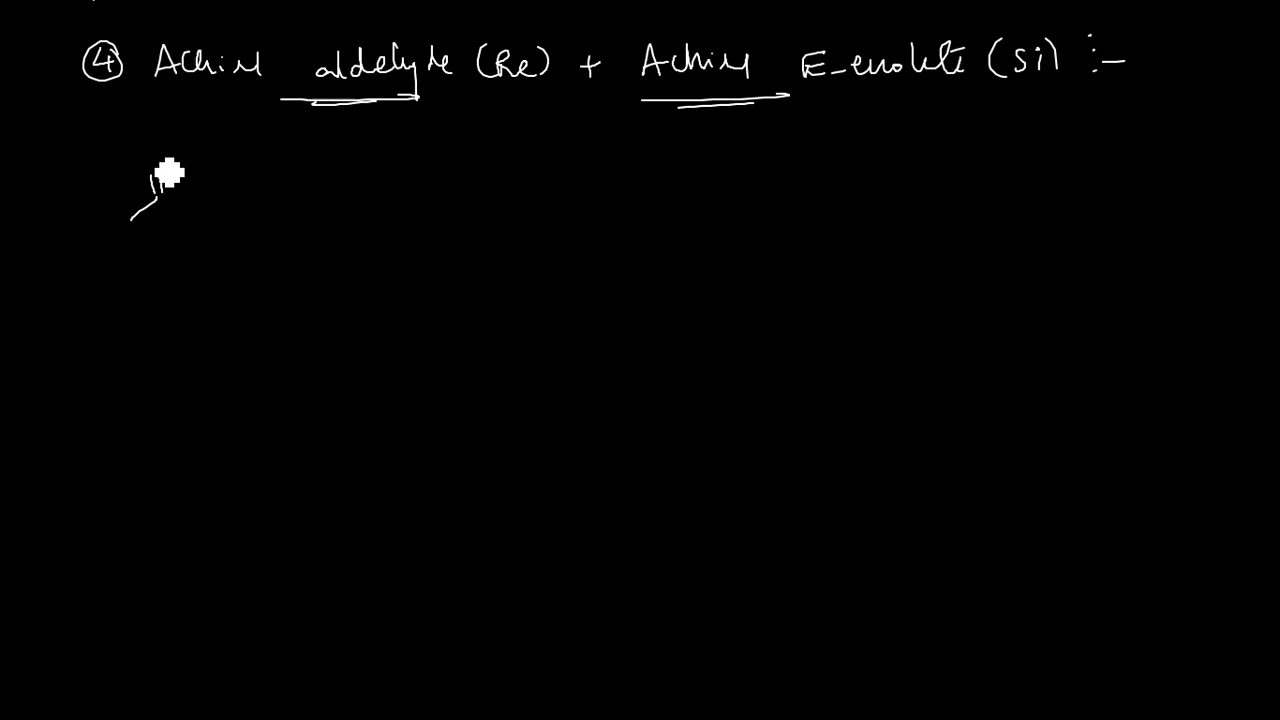 ④ Achiral aldehyde (Re) + Achiral E-enolate (Si) :-